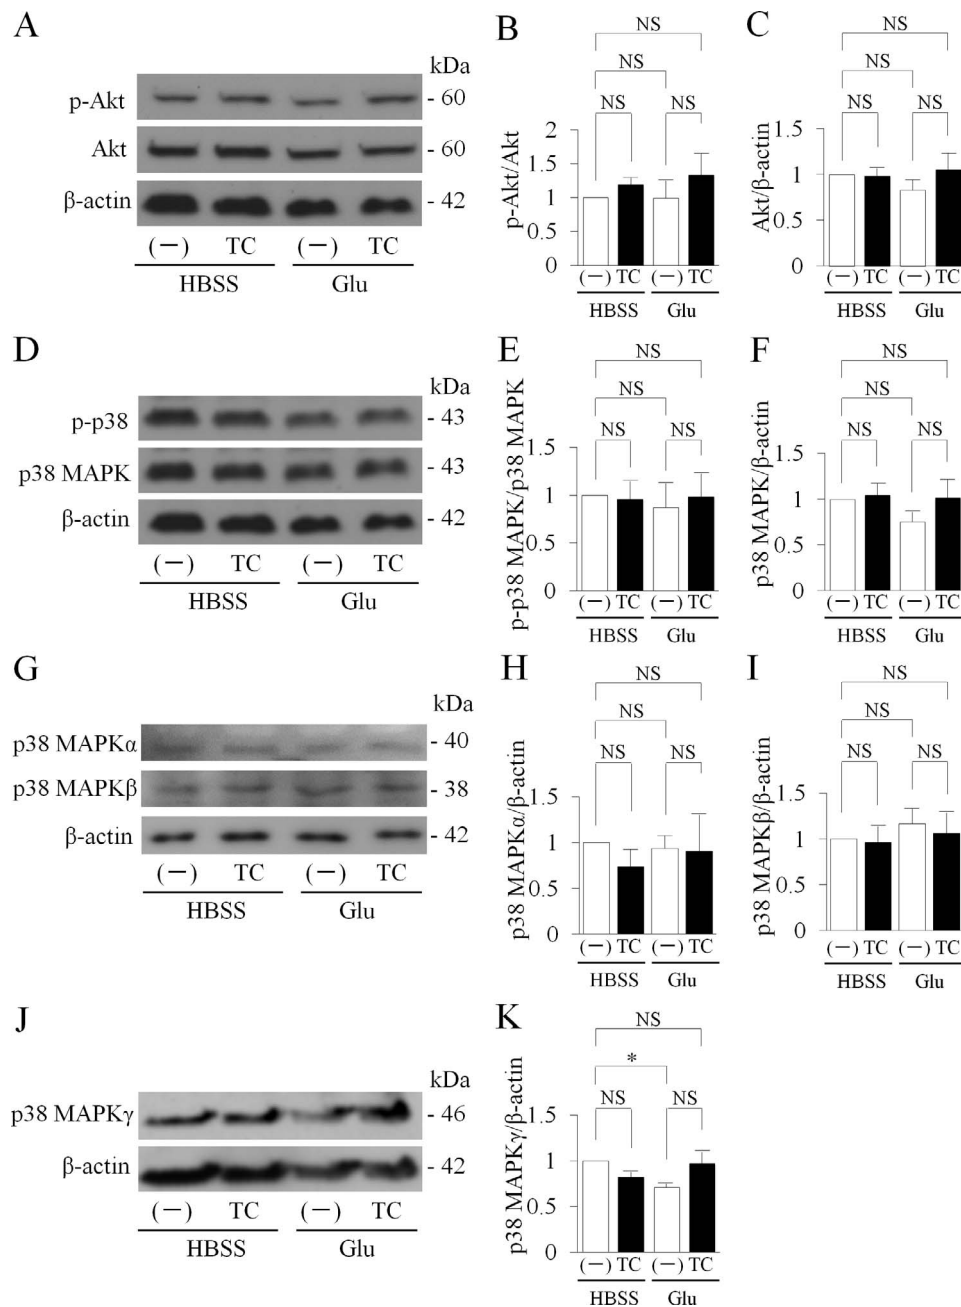 A
kDa
p-Akt
- 60
Akt
- 60
β-actin
- 42
(−) TC (−) TC
HBSS Glu
B
NS
NS
NS NS
p-Akt/Akt
2
1.5
1
0.5
0
(−) TC (−) TC
HBSS Glu
C
NS
NS
NS NS
Akt/β-actin
1.5
1
0.5
0
(−) TC (−) TC
HBSS Glu
D
kDa
p-p38
- 43
p38 MAPK
- 43
β-actin
- 42
(−) TC (−) TC
HBSS Glu
E
NS
NS
NS NS
p-p38 MAPK/p38 MAPK
1.5
1
0.5
0
(−) TC (−) TC
HBSS Glu
F
NS
NS
NS NS
p38 MAPK/β-actin
1.5
1
0.5
0
(−) TC (−) TC
HBSS Glu
G
kDa
p38 MAPKα
- 40
p38 MAPKβ
- 38
β-actin
- 42
(−) TC (−) TC
HBSS Glu
H
NS
NS
NS NS
p38 MAPKα/β-actin
1.5
1
0.5
0
(−) TC (−) TC
HBSS Glu
I
NS
NS
NS NS
p38 MAPKβ/β-actin
1.5
1
0.5
0
(−) TC (−) TC
HBSS Glu
J
kDa
p38 MAPKγ
- 46
β-actin
- 42
(−) TC (−) TC
HBSS Glu
K
NS
*
NS NS
p38 MAPKγ/β-actin
1.5
1
0.5
0
(−) TC (−) TC
HBSS Glu